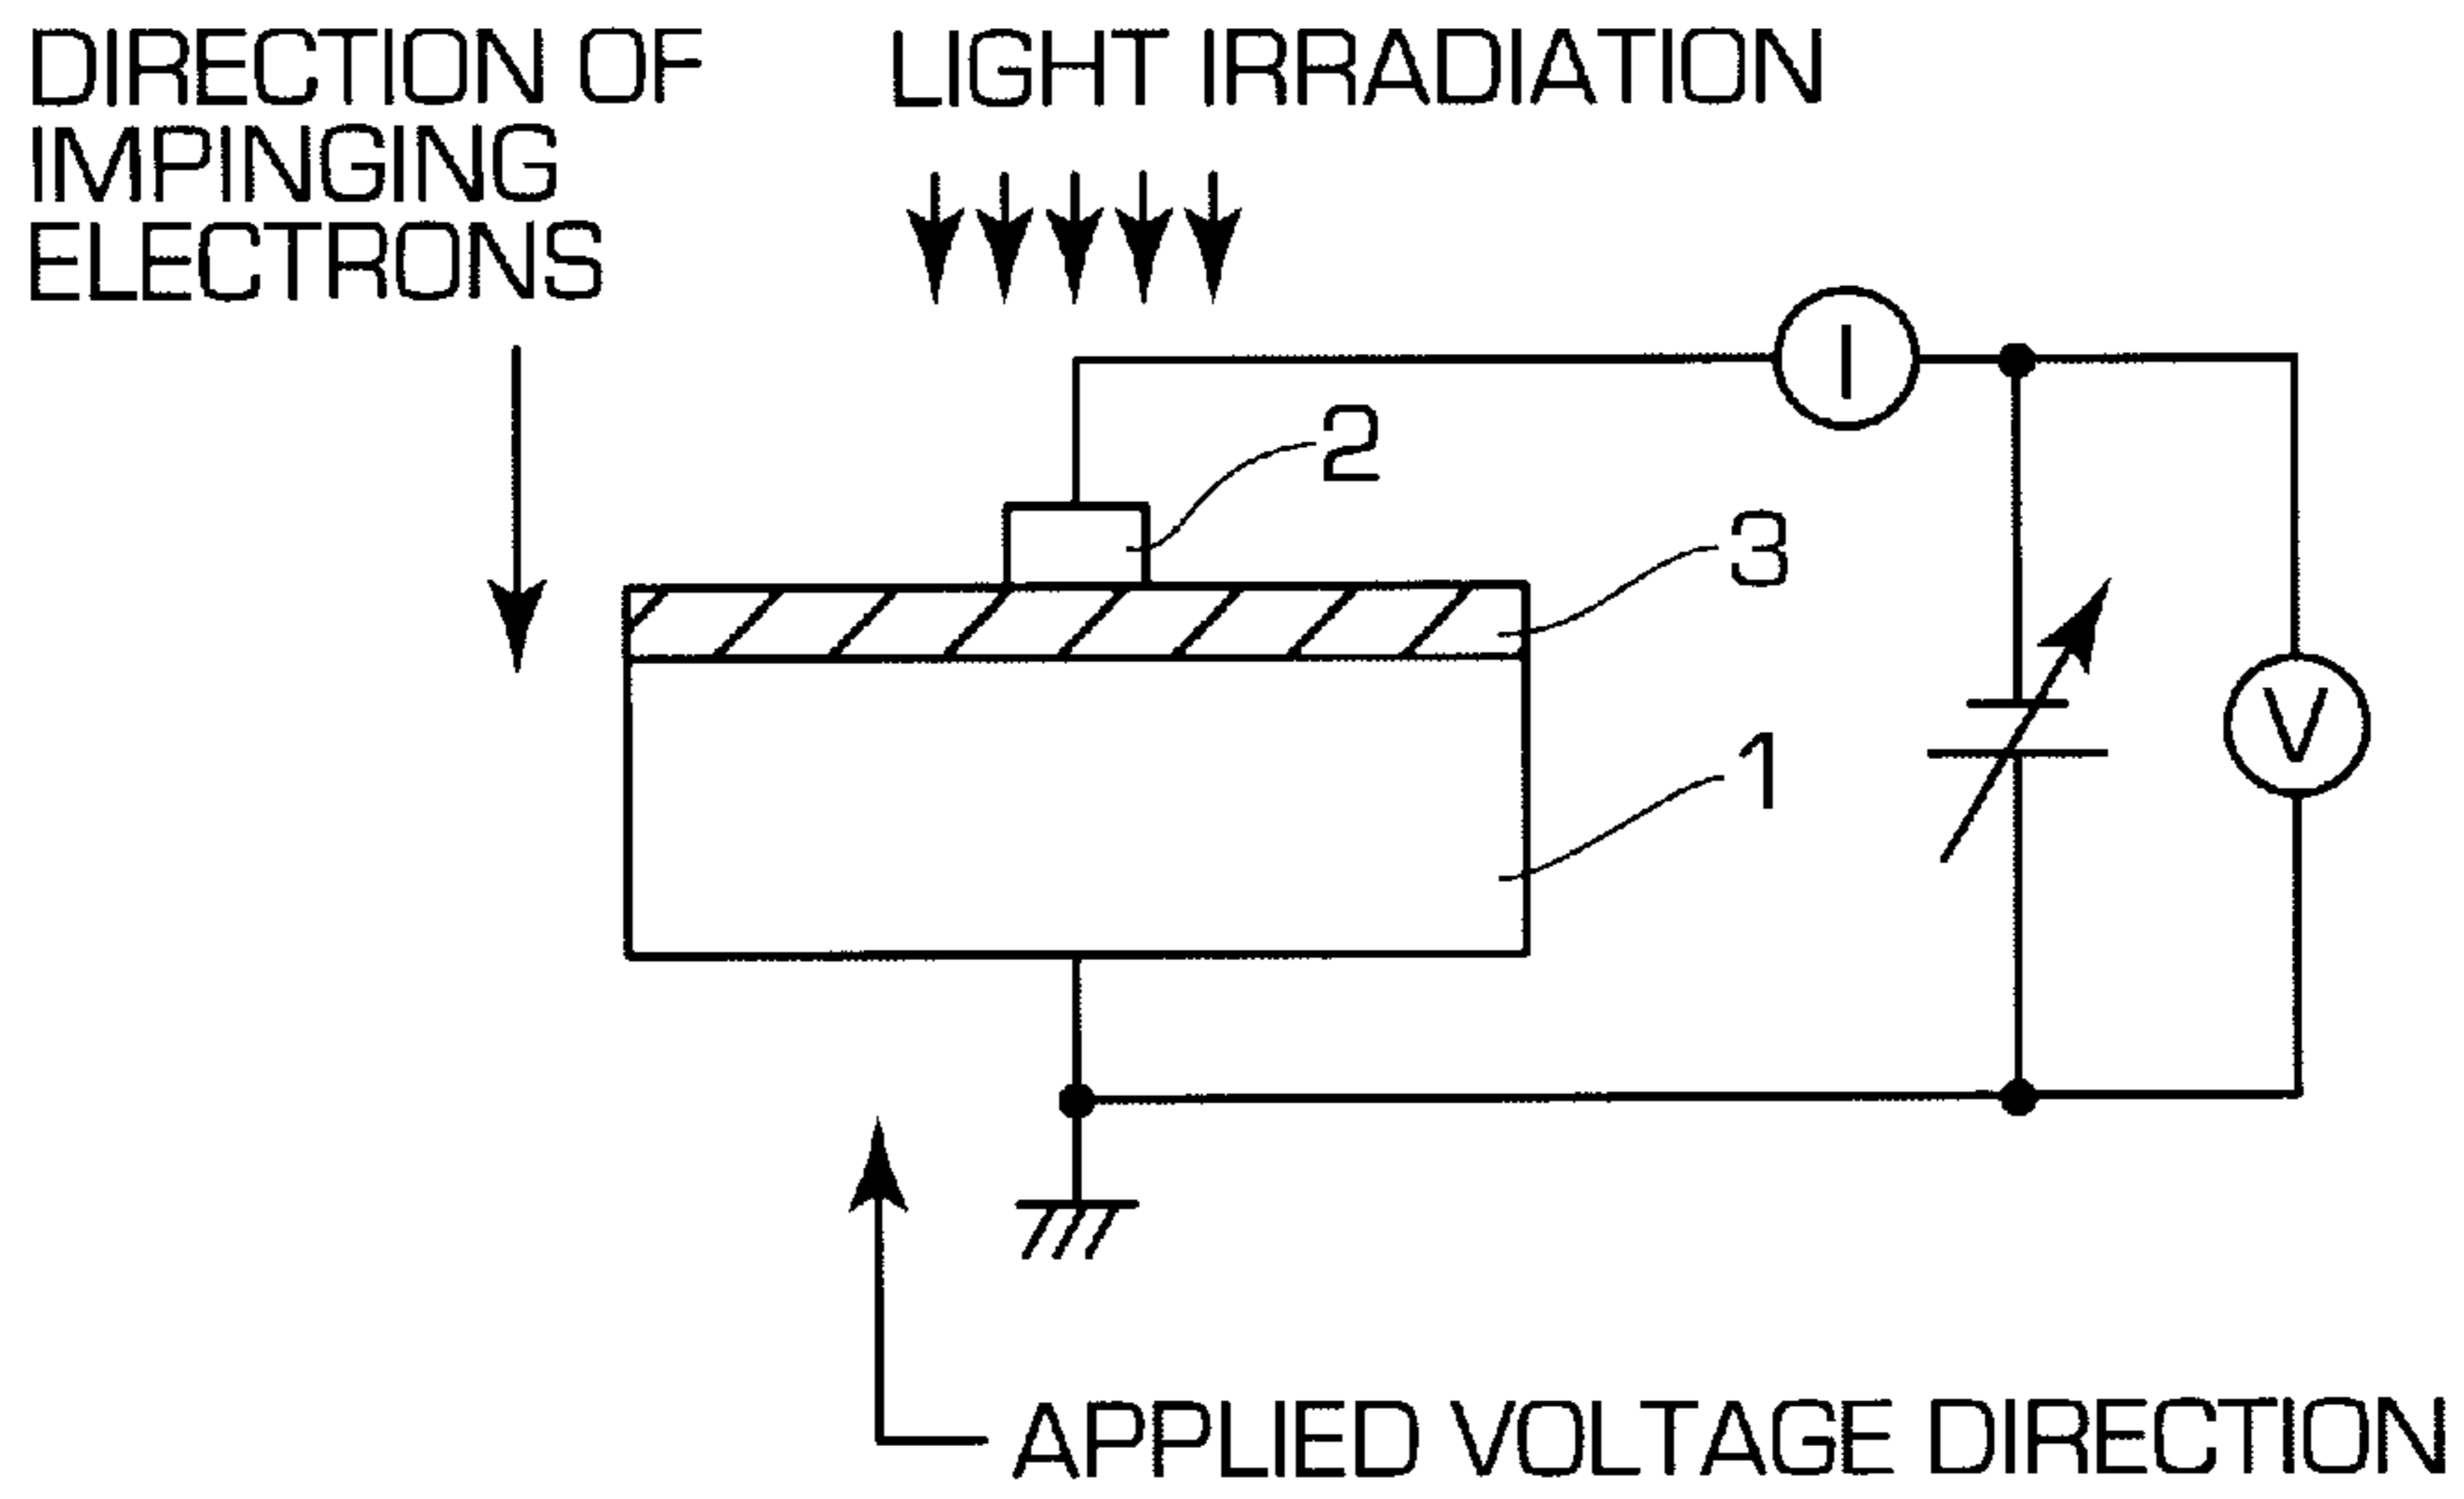 DIRECTION OF
IMPINGING
ELECTRONS
LIGHT IRRADIATION
I
2
3
1
V
APPLIED VOLTAGE DIRECTION